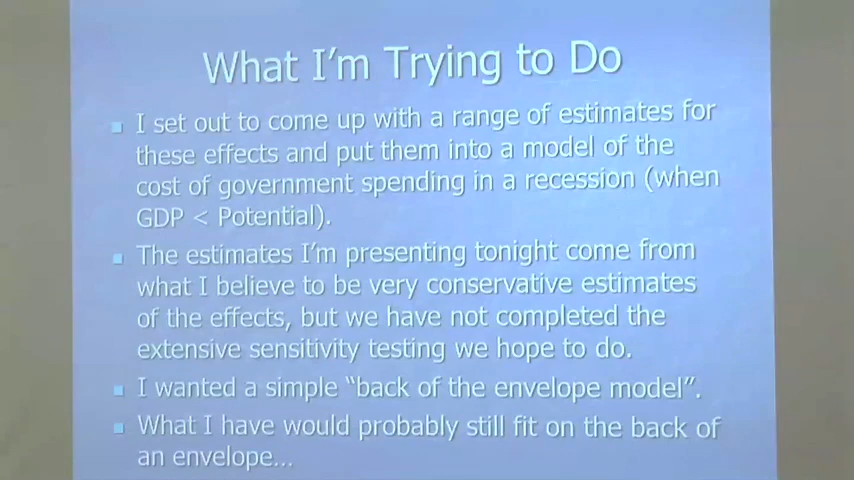 What I'm Trying to Do
I set out to come up with a range of estimates for
these effects and put them into a model of the
cost of government spending in a recession (when
GDP < Potential).
The estimates I'm presenting tonight come from
what I believe to be very conservative estimates
of the effects, but we have not completed the
extensive sensitivity testing we hope to do.
I wanted a simple “back of the envelope model”.
What I have would probably still fit on the back of
an envelope...